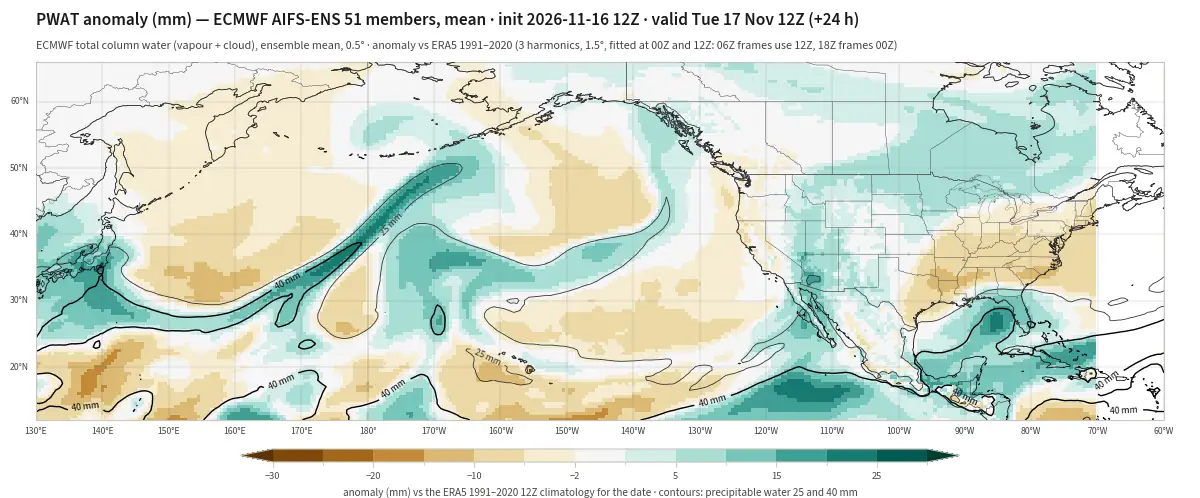 PWAT anomaly (mm) — ECMWF AIFS-ENS 51 members, mean · init 2026-11-16 12Z · valid Tue 17 Nov 12Z (+24 h)
ECMWF total column water (vapour + cloud), ensemble mean, 0.5° · anomaly vs ERA5 1991–2020 (3 harmonics, 1.5°, fitted at 00Z and 12Z: 06Z frames use 12Z, 18Z frames 00Z)
60°N
50°N
25 mm
40°N
40 mm
30°N
25 mm
20°N
40 mm
40 mm
40 mm
40 mm
40 mm
40 mm
40 mm
130°E 140°E 150°E 160°E 170°E 180° 170°W 160°W 150°W 140°W 130°W 120°W 110°W 100°W 90°W 80°W 70°W 60°W
−30 −20 −10 −2 5 15 25
anomaly (mm) vs the ERA5 1991–2020 12Z climatology for the date · contours: precipitable water 25 and 40 mm